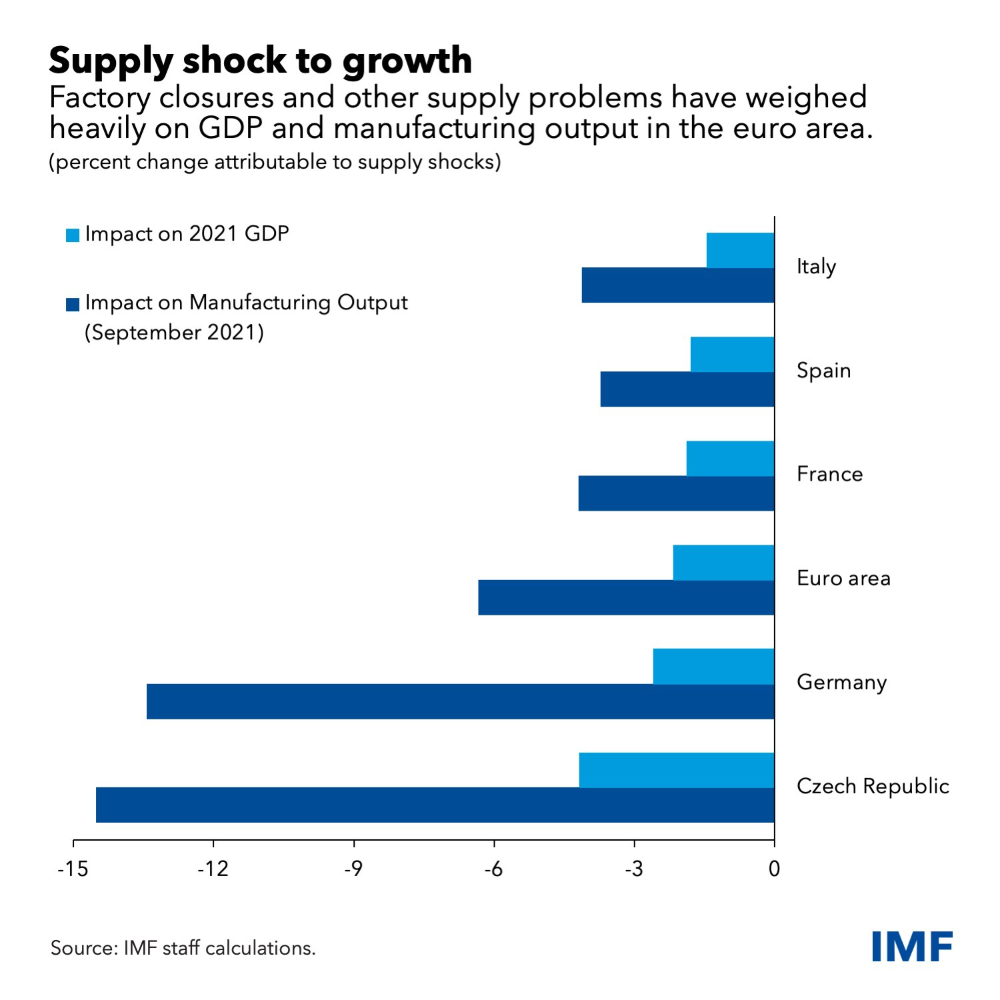 Supply shock to growth
Factory closures and other supply problems have weighed
heavily on GDP and manufacturing output in the euro area.
(percent change attributable to supply shocks)
Impact on 2021 GDP
Impact on Manufacturing Output
(September 2021)
Italy
Spain
France
Euro area
Germany
Czech Republic
-15 -12 -9 -6 -3 0
Source: IMF staff calculations.
IMF